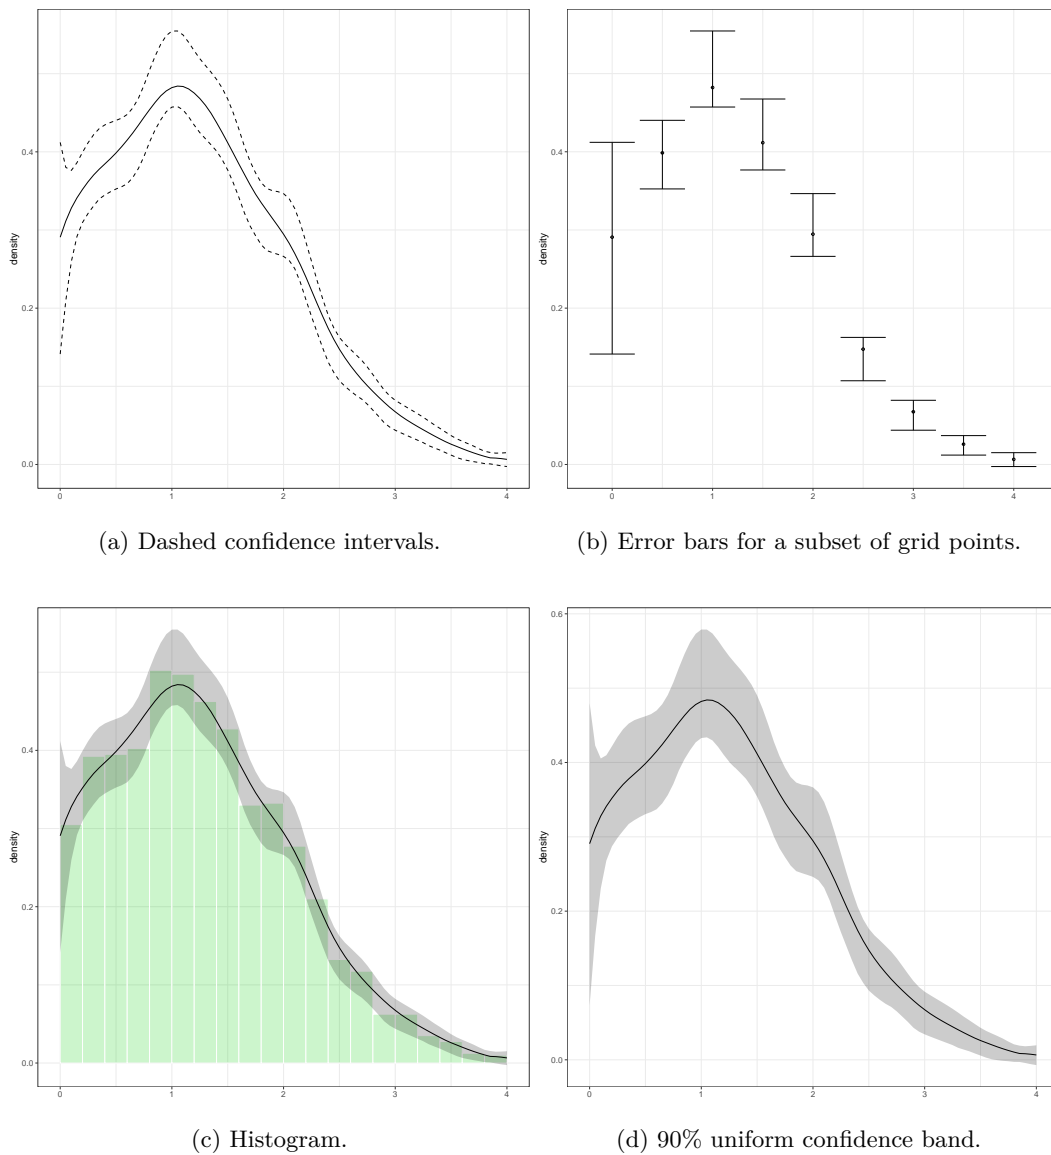 0.4
0.2
0.0
density
0 1 2 3 4
(a) Dashed confidence intervals.
0.4
0.2
0.0
density
0 1 2 3 4
(b) Error bars for a subset of grid points.
0.4
0.2
0.0
density
0 1 2 3 4
(c) Histogram.
0.6
0.4
0.2
0.0
density
0 1 2 3 4
(d) 90% uniform confidence band.